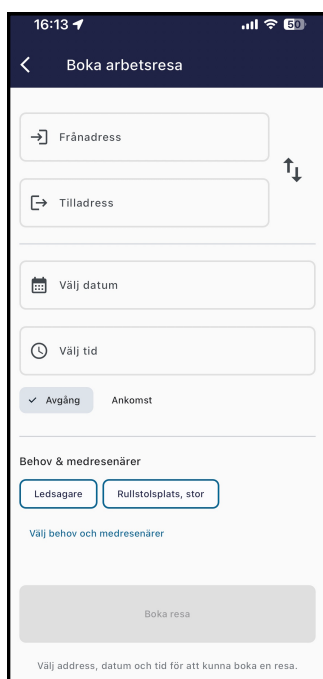 16:13
50
Boka arbetsresa
Frånadress
Tilladress
Välj datum
Välj tid
Avgång Ankomst
Behov & medresenärer
Ledsagare Rullstolsplats, stor
Välj behov och medresenärer
Boka resa
Välj address, datum och tid för att kunna boka en resa.